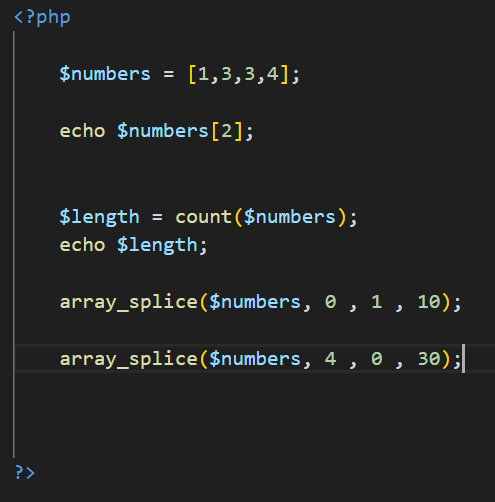 <?php
$numbers = [1,3,3,4];
echo $numbers[2];
$length = count($numbers);
echo $length;
array_splice($numbers, 0 , 1 , 10);
array_splice($numbers, 4 , 0 , 30);
?>